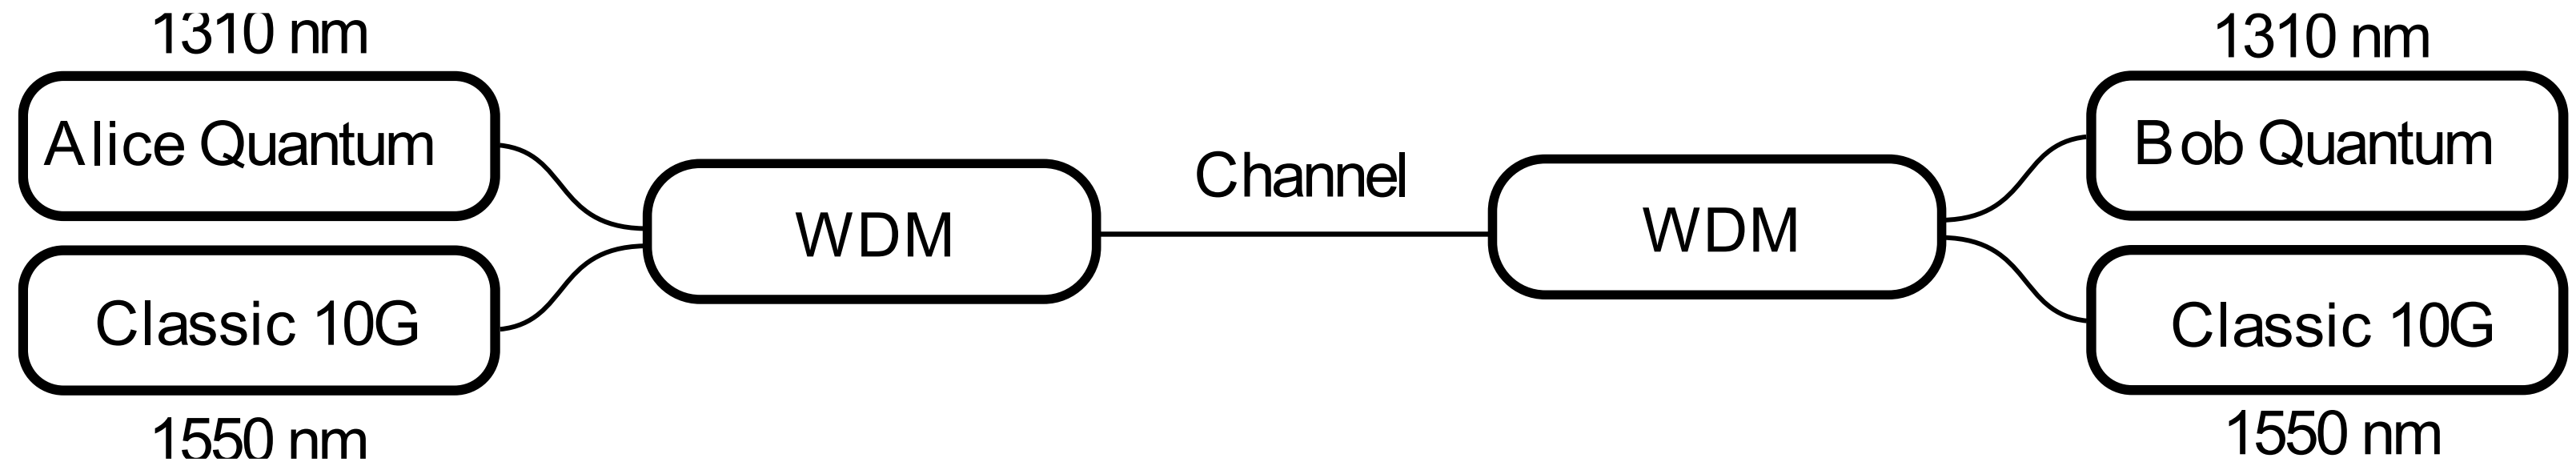 1310 nm
Alice Quantum
Classic 10G
1550 nm
WDM
Channel
WDM
1310 nm
Bob Quantum
Classic 10G
1550 nm